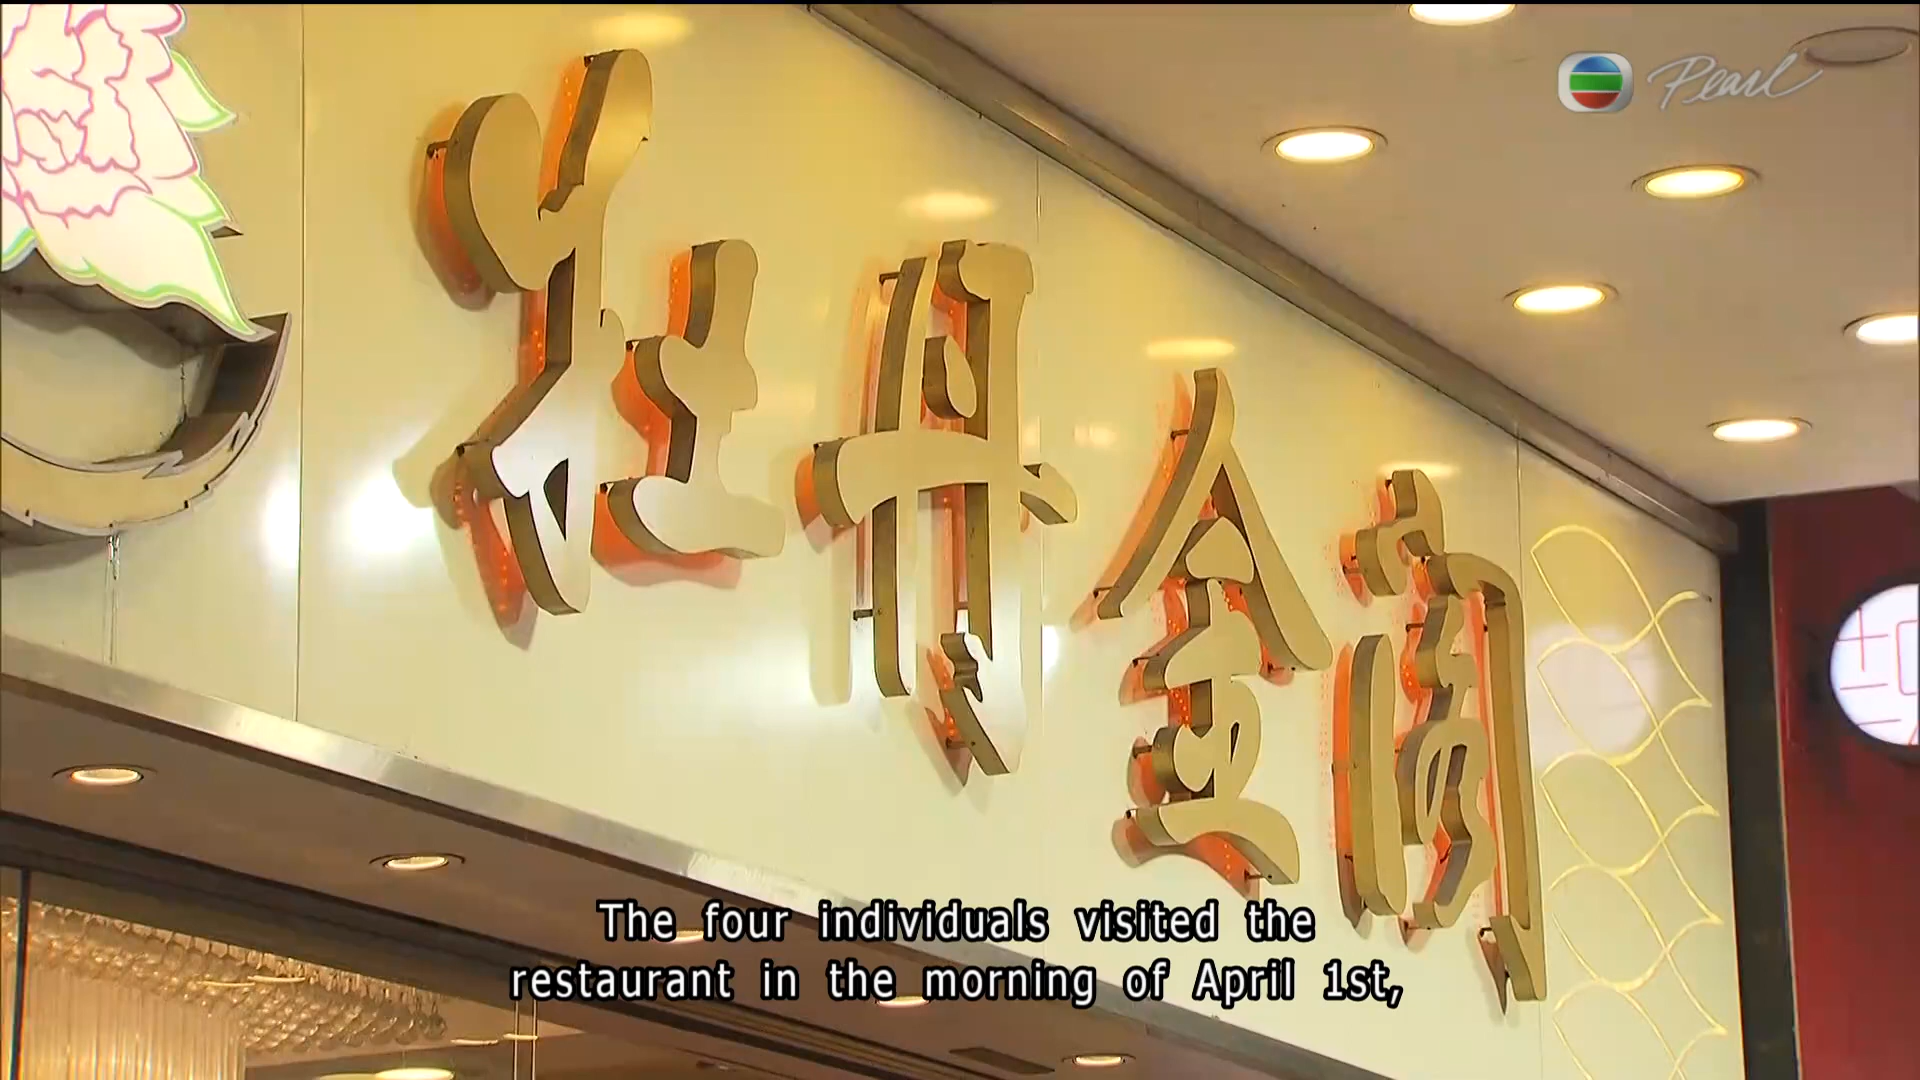 Pearl
牡丹金閣
The four individuals visited the
restaurant in the morning of April 1st,